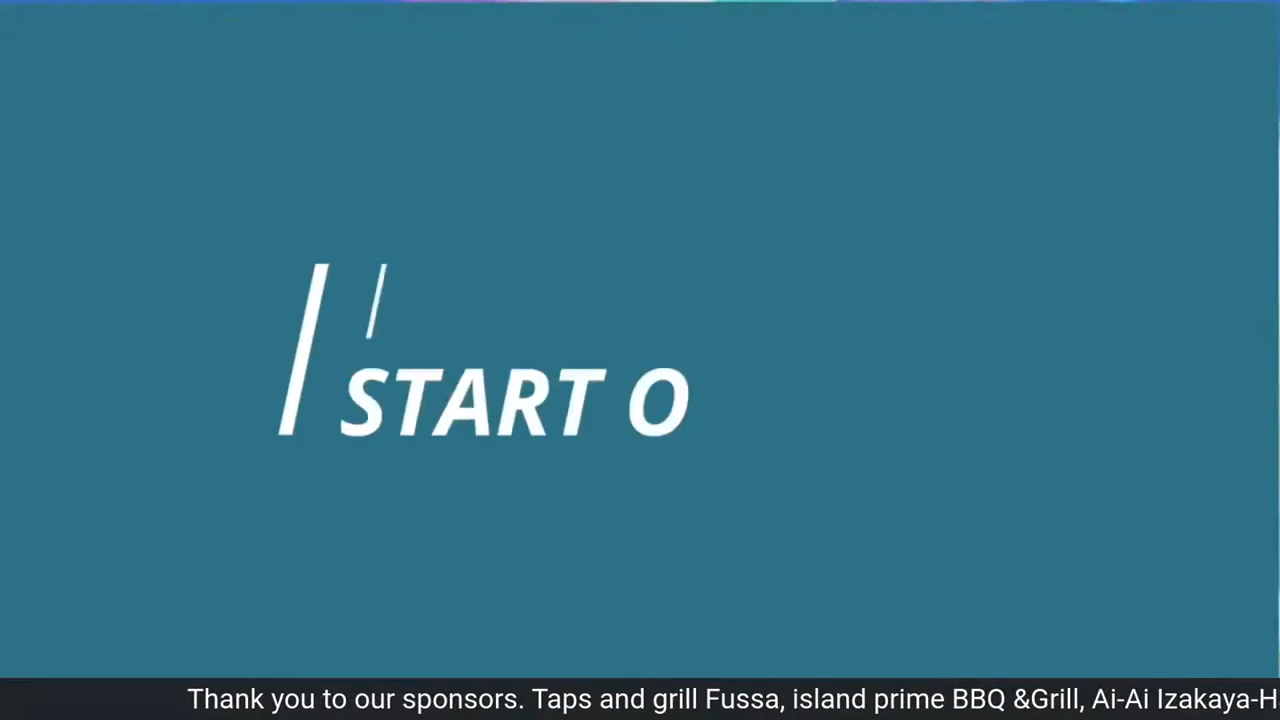 START O
Thank you to our sponsors. Taps and grill Fussa, island prime BBQ &Grill, Ai-Ai Izakaya-H